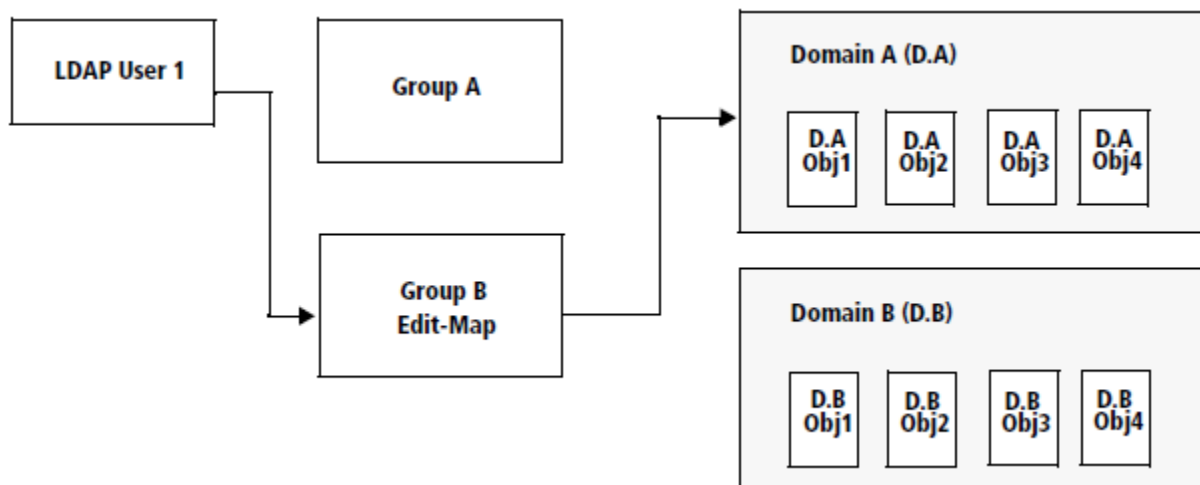 LDAP User 1
Group A
Group B
Edit-Map
Domain A (D.A)
D.A
Obj1
D.A
Obj2
D.A
Obj3
D.A
Obj4
Domain B (D.B)
D.B
Obj1
D.B
Obj2
D.B
Obj3
D.B
Obj4